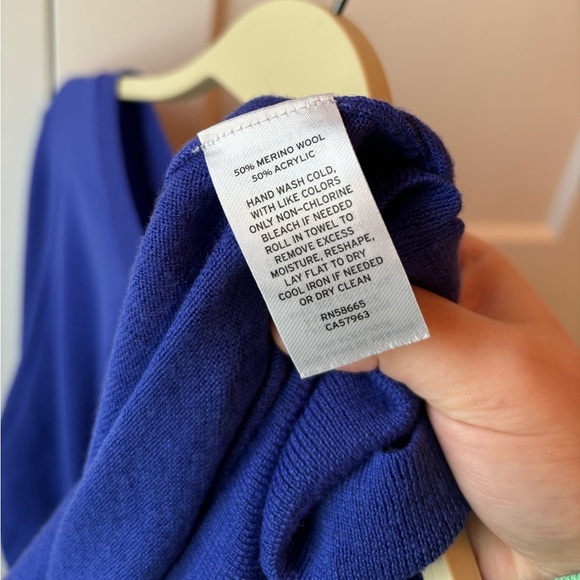 50% MERINO WOOL
50% ACRYLIC
HAND WASH COLD,
WITH LIKE COLORS
ONLY NON-CHLORINE
BLEACH IF NEEDED
ROLL IN TOWEL TO
REMOVE EXCESS
MOISTURE, RESHAPE,
LAY FLAT TO DRY
COOL IRON IF NEEDED
OR DRY CLEAN
RN58665
CA57963